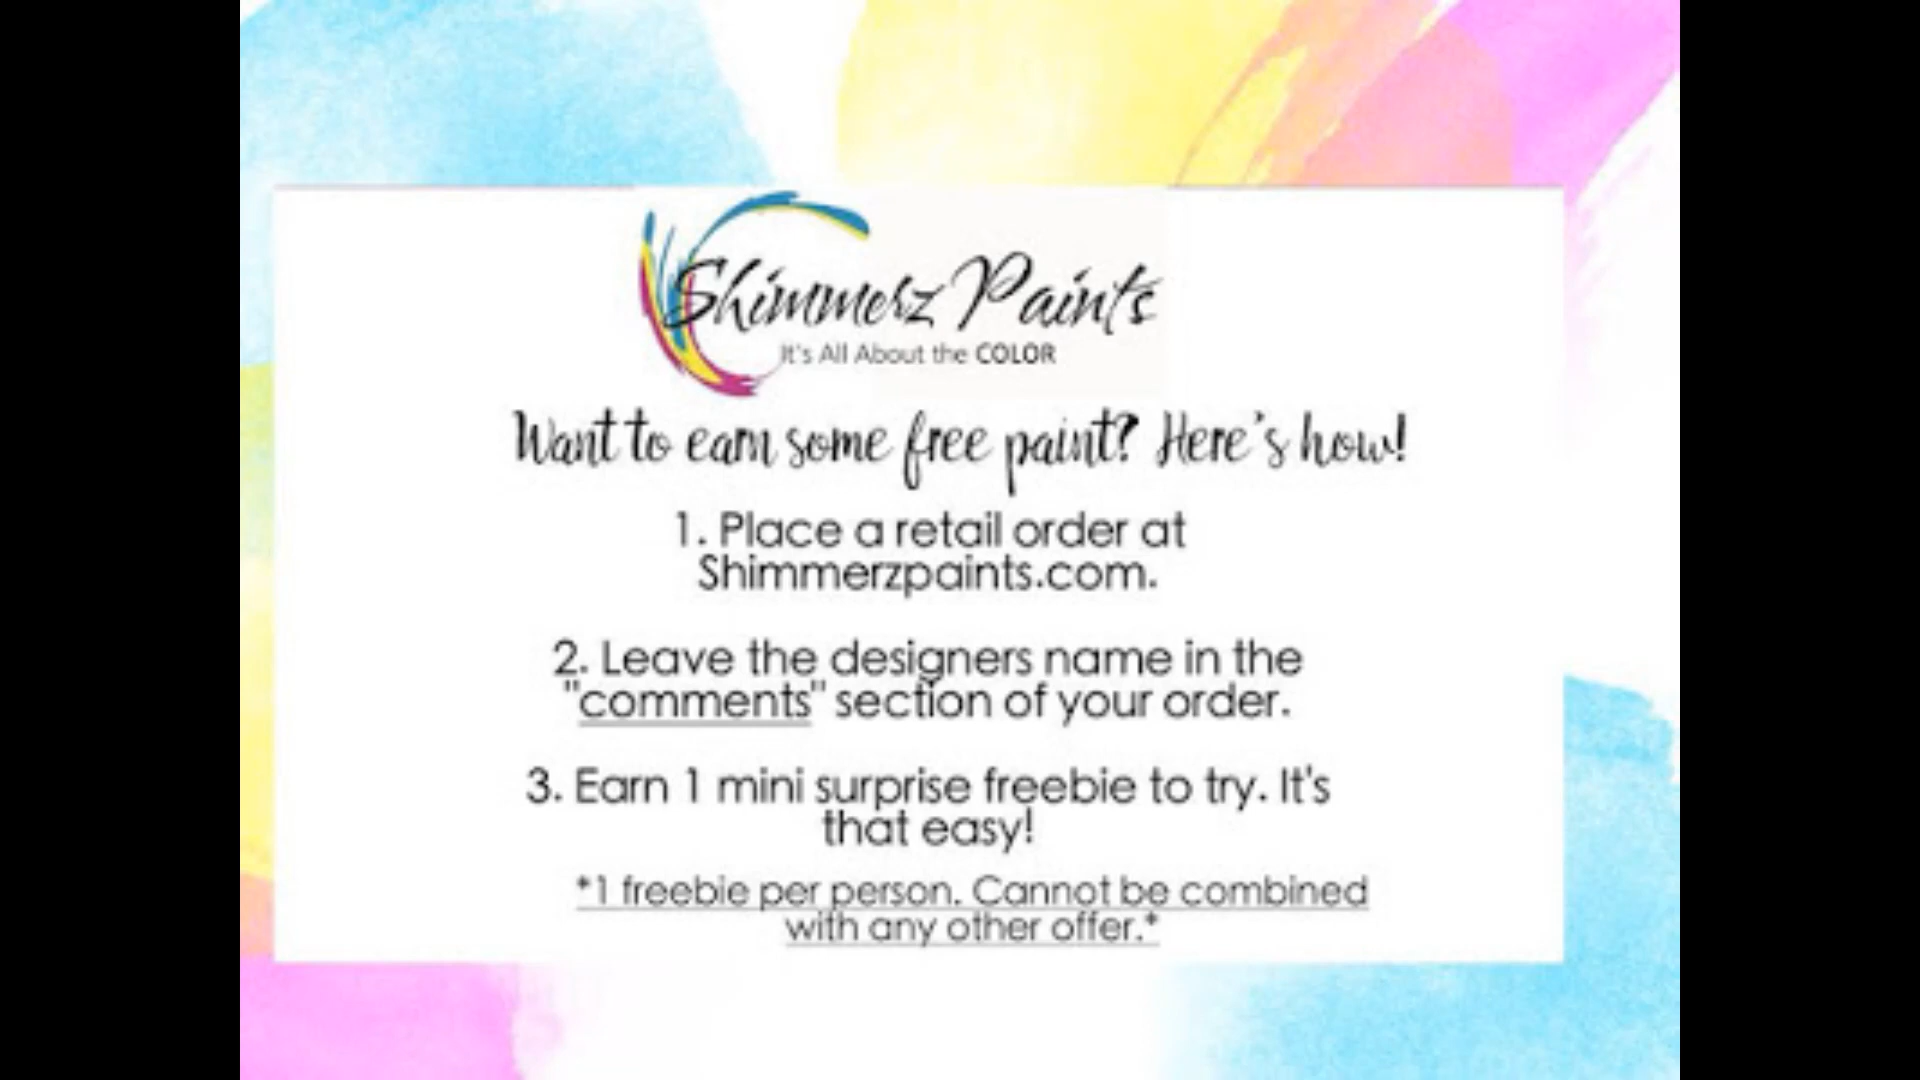 Shimmerz Paints
It's All About the COLOR
Want to earn some free paint? Here's how!
1. Place a retail order at
Shimmerzpaints.com.
2. Leave the designers name in the
"comments" section of your order.
3. Earn 1 mini surprise freebie to try. It's
that easy!
*1 freebie per person. Cannot be combined
with any other offer.*